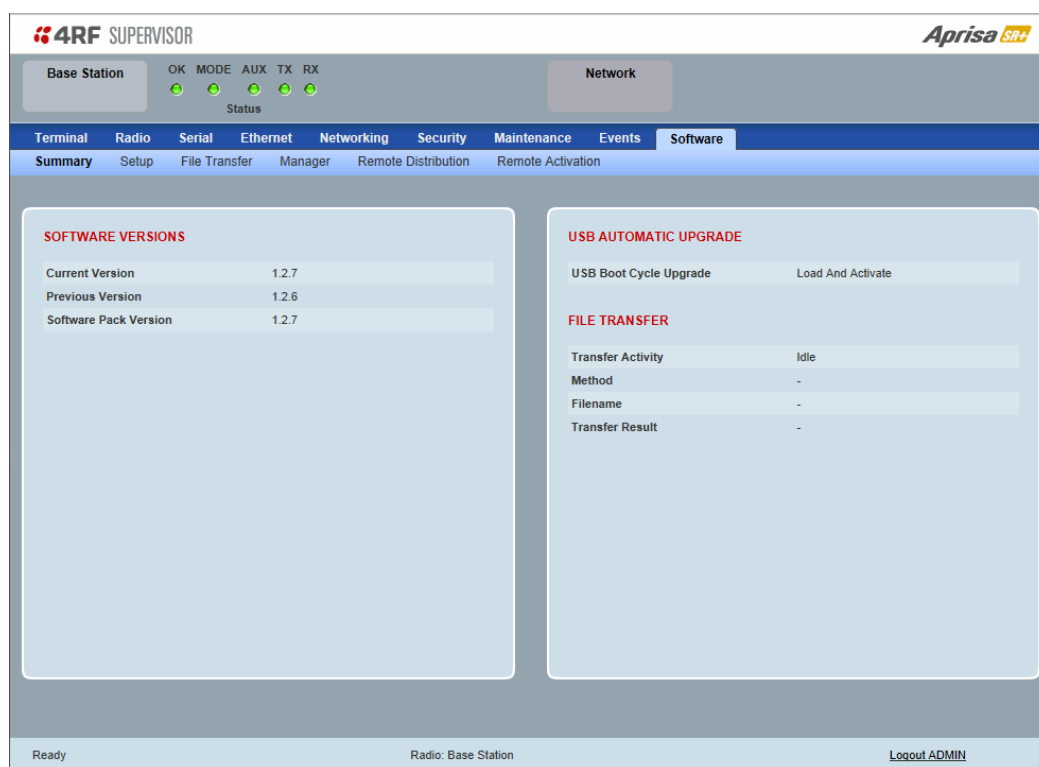 4RF SUPERVISOR
Aprisa SR+
Base Station
OK MODE AUX TX RX
Status
Network
Terminal Radio Serial Ethernet Networking Security Maintenance Events Software
Summary Setup File Transfer Manager Remote Distribution Remote Activation
SOFTWARE VERSIONS
Current Version 1.2.7
Previous Version 1.2.6
Software Pack Version 1.2.7
USB AUTOMATIC UPGRADE
USB Boot Cycle Upgrade Load And Activate
FILE TRANSFER
Transfer Activity Idle
Method -
Filename -
Transfer Result -
Ready Radio: Base Station Logout ADMIN